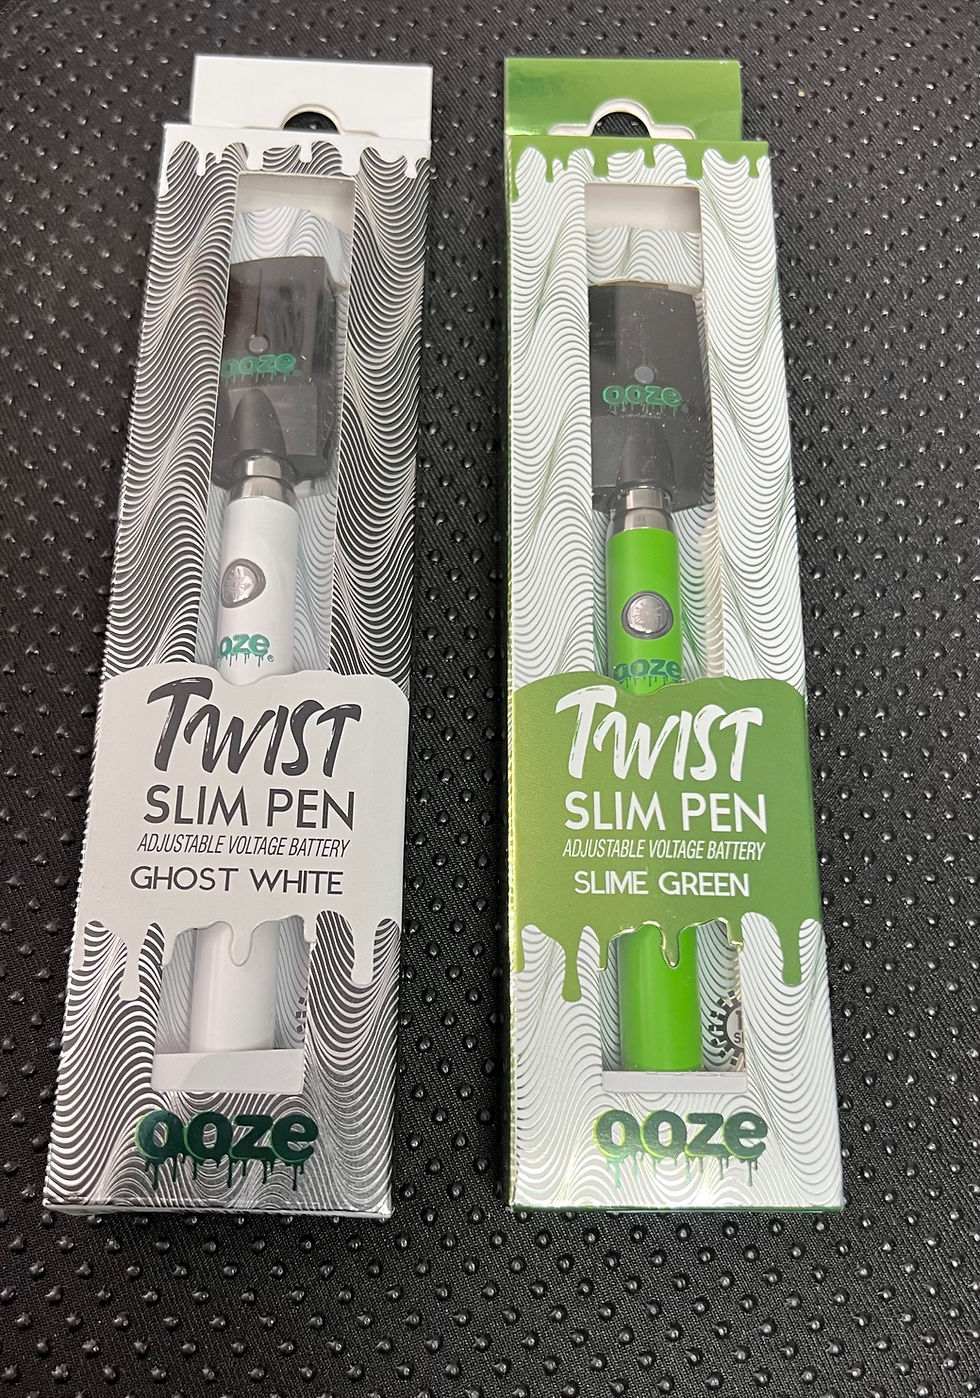 ooze
ooze®
TWIST
SLIM PEN
ADJUSTABLE VOLTAGE BATTERY
GHOST WHITE
ooze
ooze®
ooze
TWIST
SLIM PEN
ADJUSTABLE VOLTAGE BATTERY
SLIME GREEN
ooze